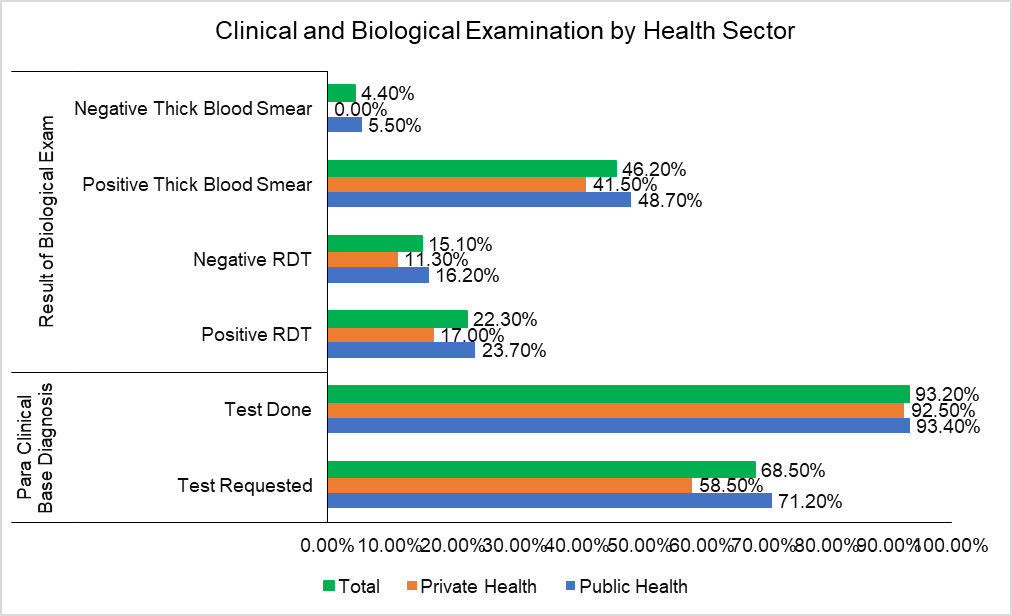 Clinical and Biological Examination by Health Sector
Result of Biological Exam
Negative Thick Blood Smear
4.40%
0.00%
5.50%
Positive Thick Blood Smear
46.20%
41.50%
48.70%
Negative RDT
15.10%
11.30%
16.20%
Positive RDT
22.30%
17.00%
23.70%
Para Clinical
Base Diagnosis
Test Done
93.20%
92.50%
93.40%
Test Requested
68.50%
58.50%
71.20%
0.00% 10.00% 20.00% 30.00% 40.00% 50.00% 60.00% 70.00% 80.00% 90.00% 100.00%
Total Private Health Public Health